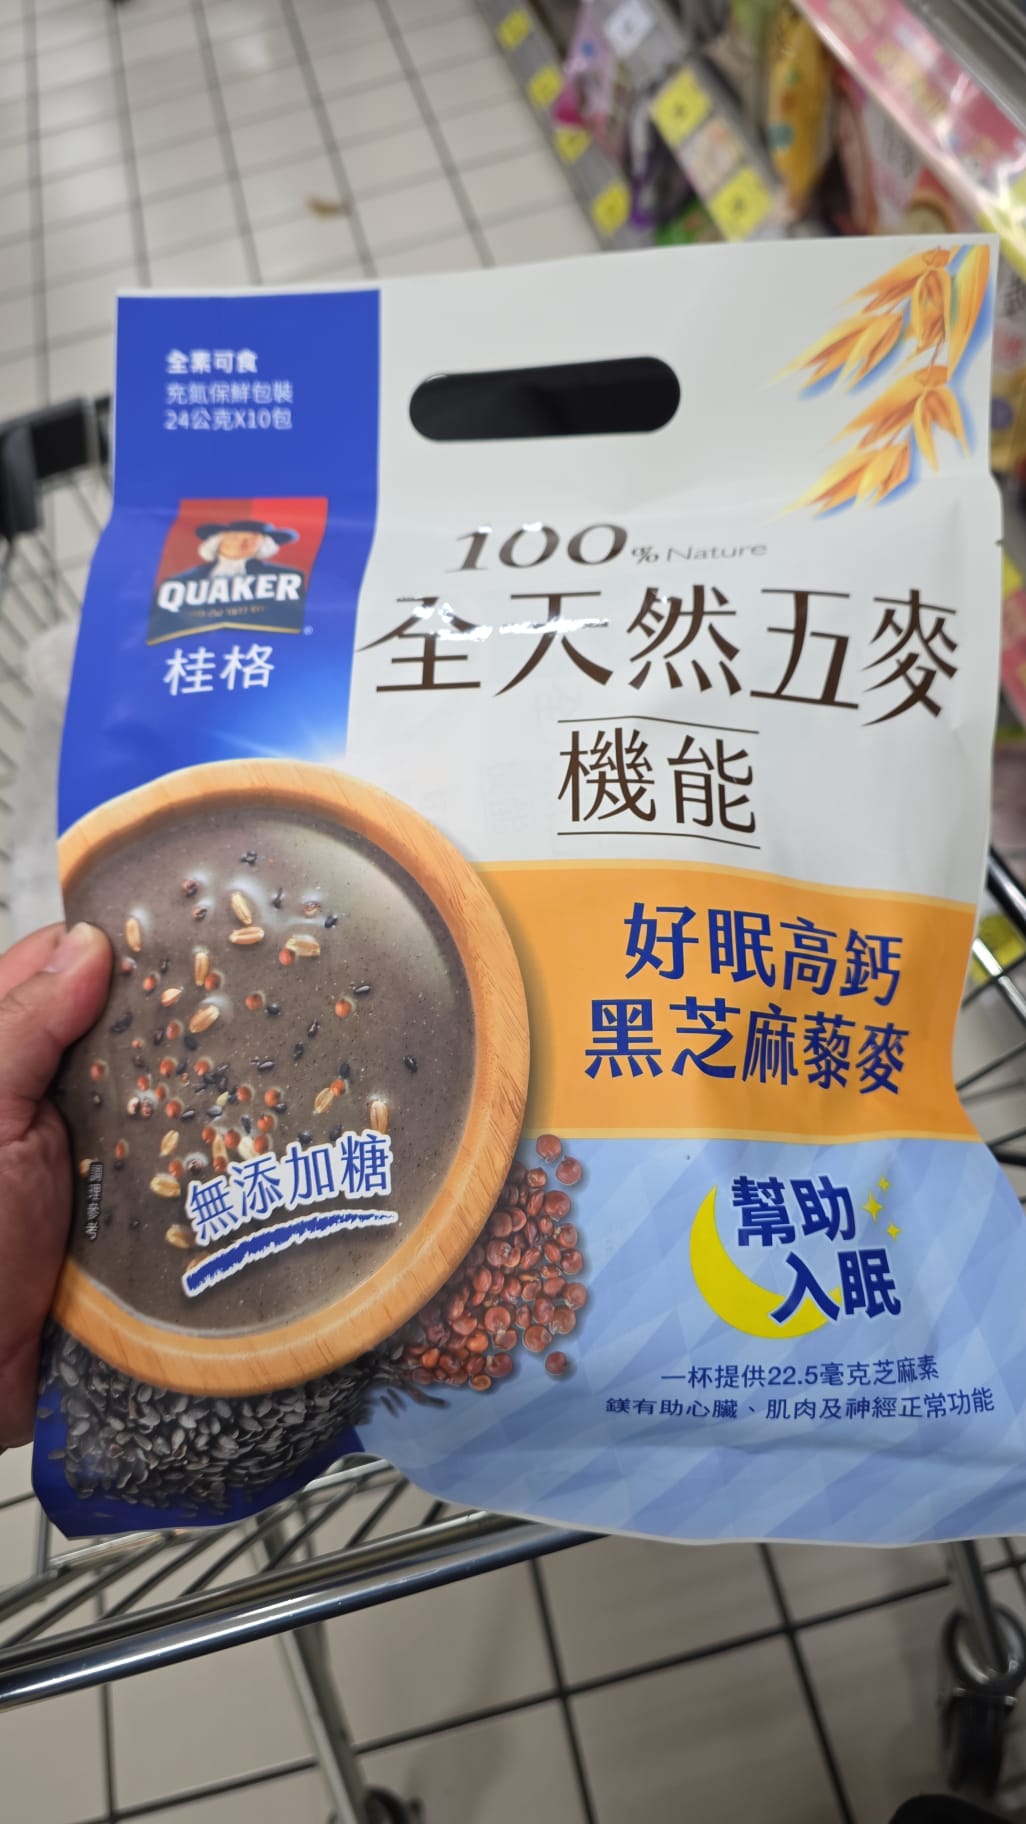 全素可食
充氮保鮮包裝
24公克X10包
QUAKER
桂格
100% Nature
全天然五麥
機能
好眠高鈣
黑芝麻藜麥
無添加糖
調理參考
幫助
入眠
一杯提供22.5毫克芝麻素
鎂有助心臟、肌肉及神經正常功能